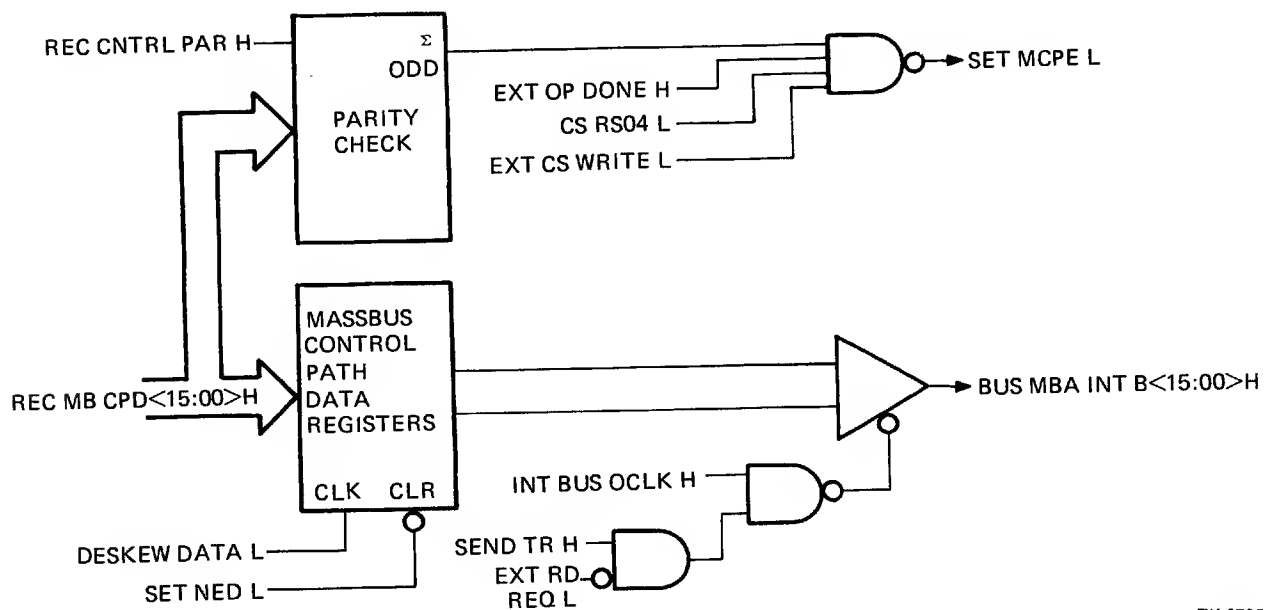 REC CNTRL PAR H
Σ
ODD
PARITY
CHECK
EXT OP DONE H
CS RS04 L
EXT CS WRITE L
SET MCPE L
REC MB CPD<15:00>H
MASSBUS
CONTROL
PATH
DATA
REGISTERS
CLK CLR
BUS MBA INT B<15:00>H
INT BUS OCLK H
DESKEW DATA L
SET NED L
SEND TR H
EXT RD
REQ L